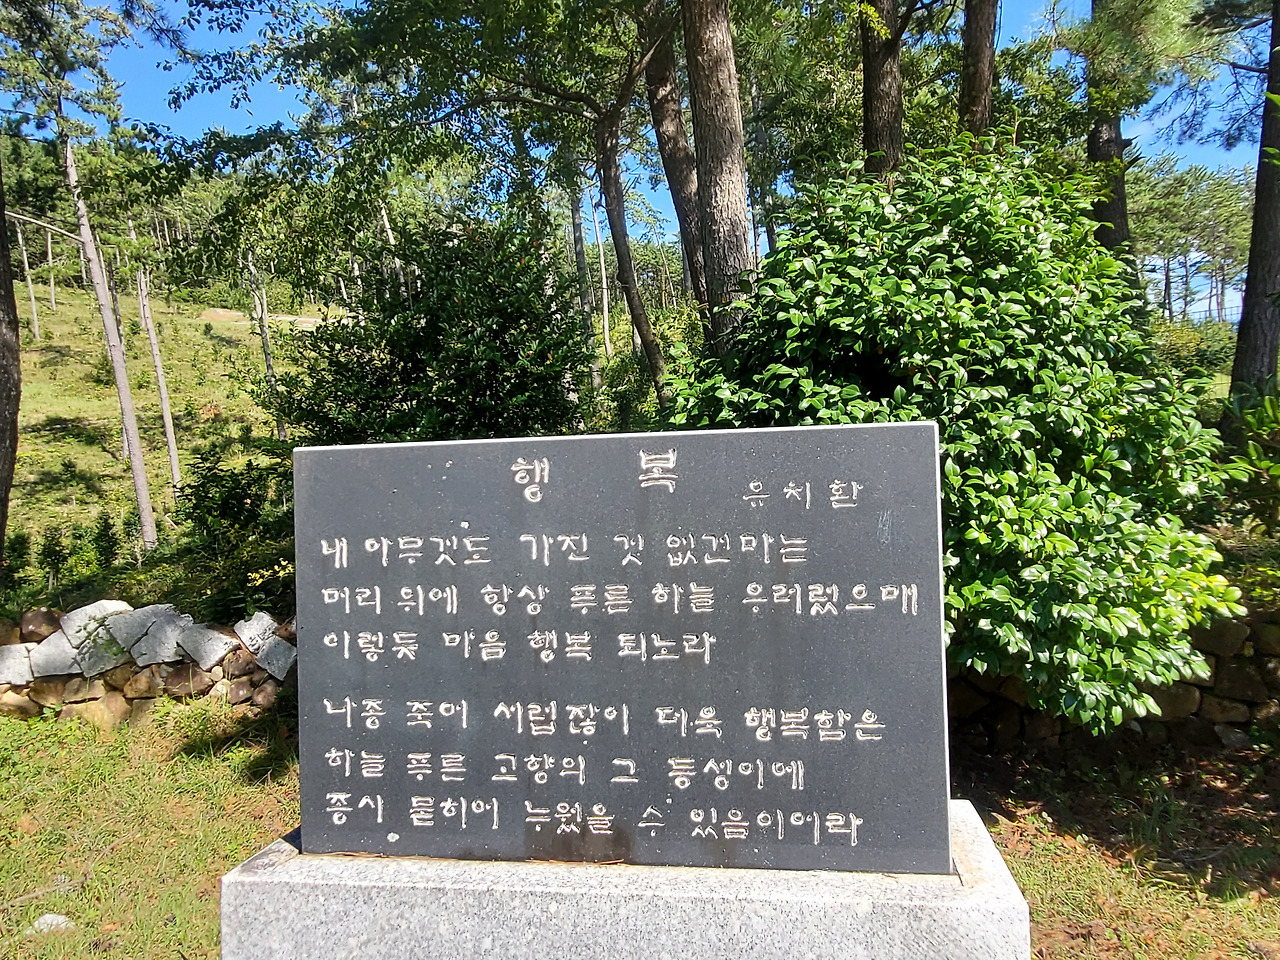 행 복
유치환
내 아무것도 가진 것 없건마는
머리 위에 항상 푸른 하늘 우러렀으매
이렇듯 마음 행복 되노라
나중 죽어 서럽잖이 더욱 행복함은
하늘 푸른 고향의 그 등성이에
종시 묻히어 누웠을 수 있음이어라